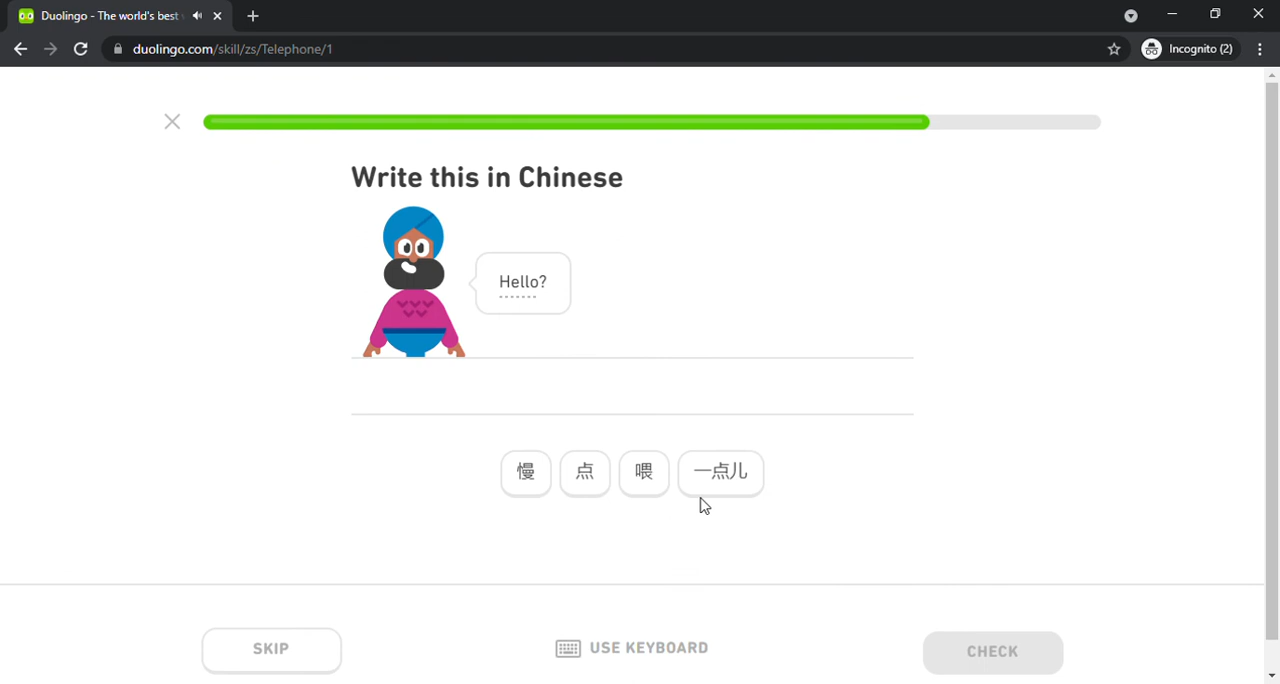 Duolingo - The world's best
duolingo.com/skill/zs/Telephone/1
Incognito (2)
Write this in Chinese
Hello?
慢 点 喂 一点儿
SKIP
USE KEYBOARD
CHECK